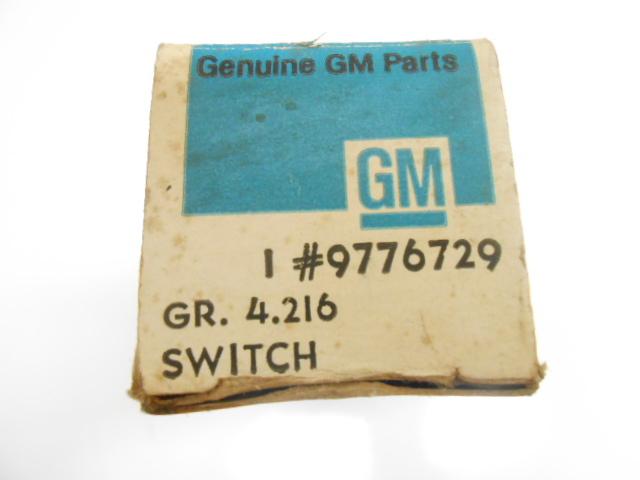 Genuine GM Parts
GM
1 #9776729
GR. 4.216
SWITCH